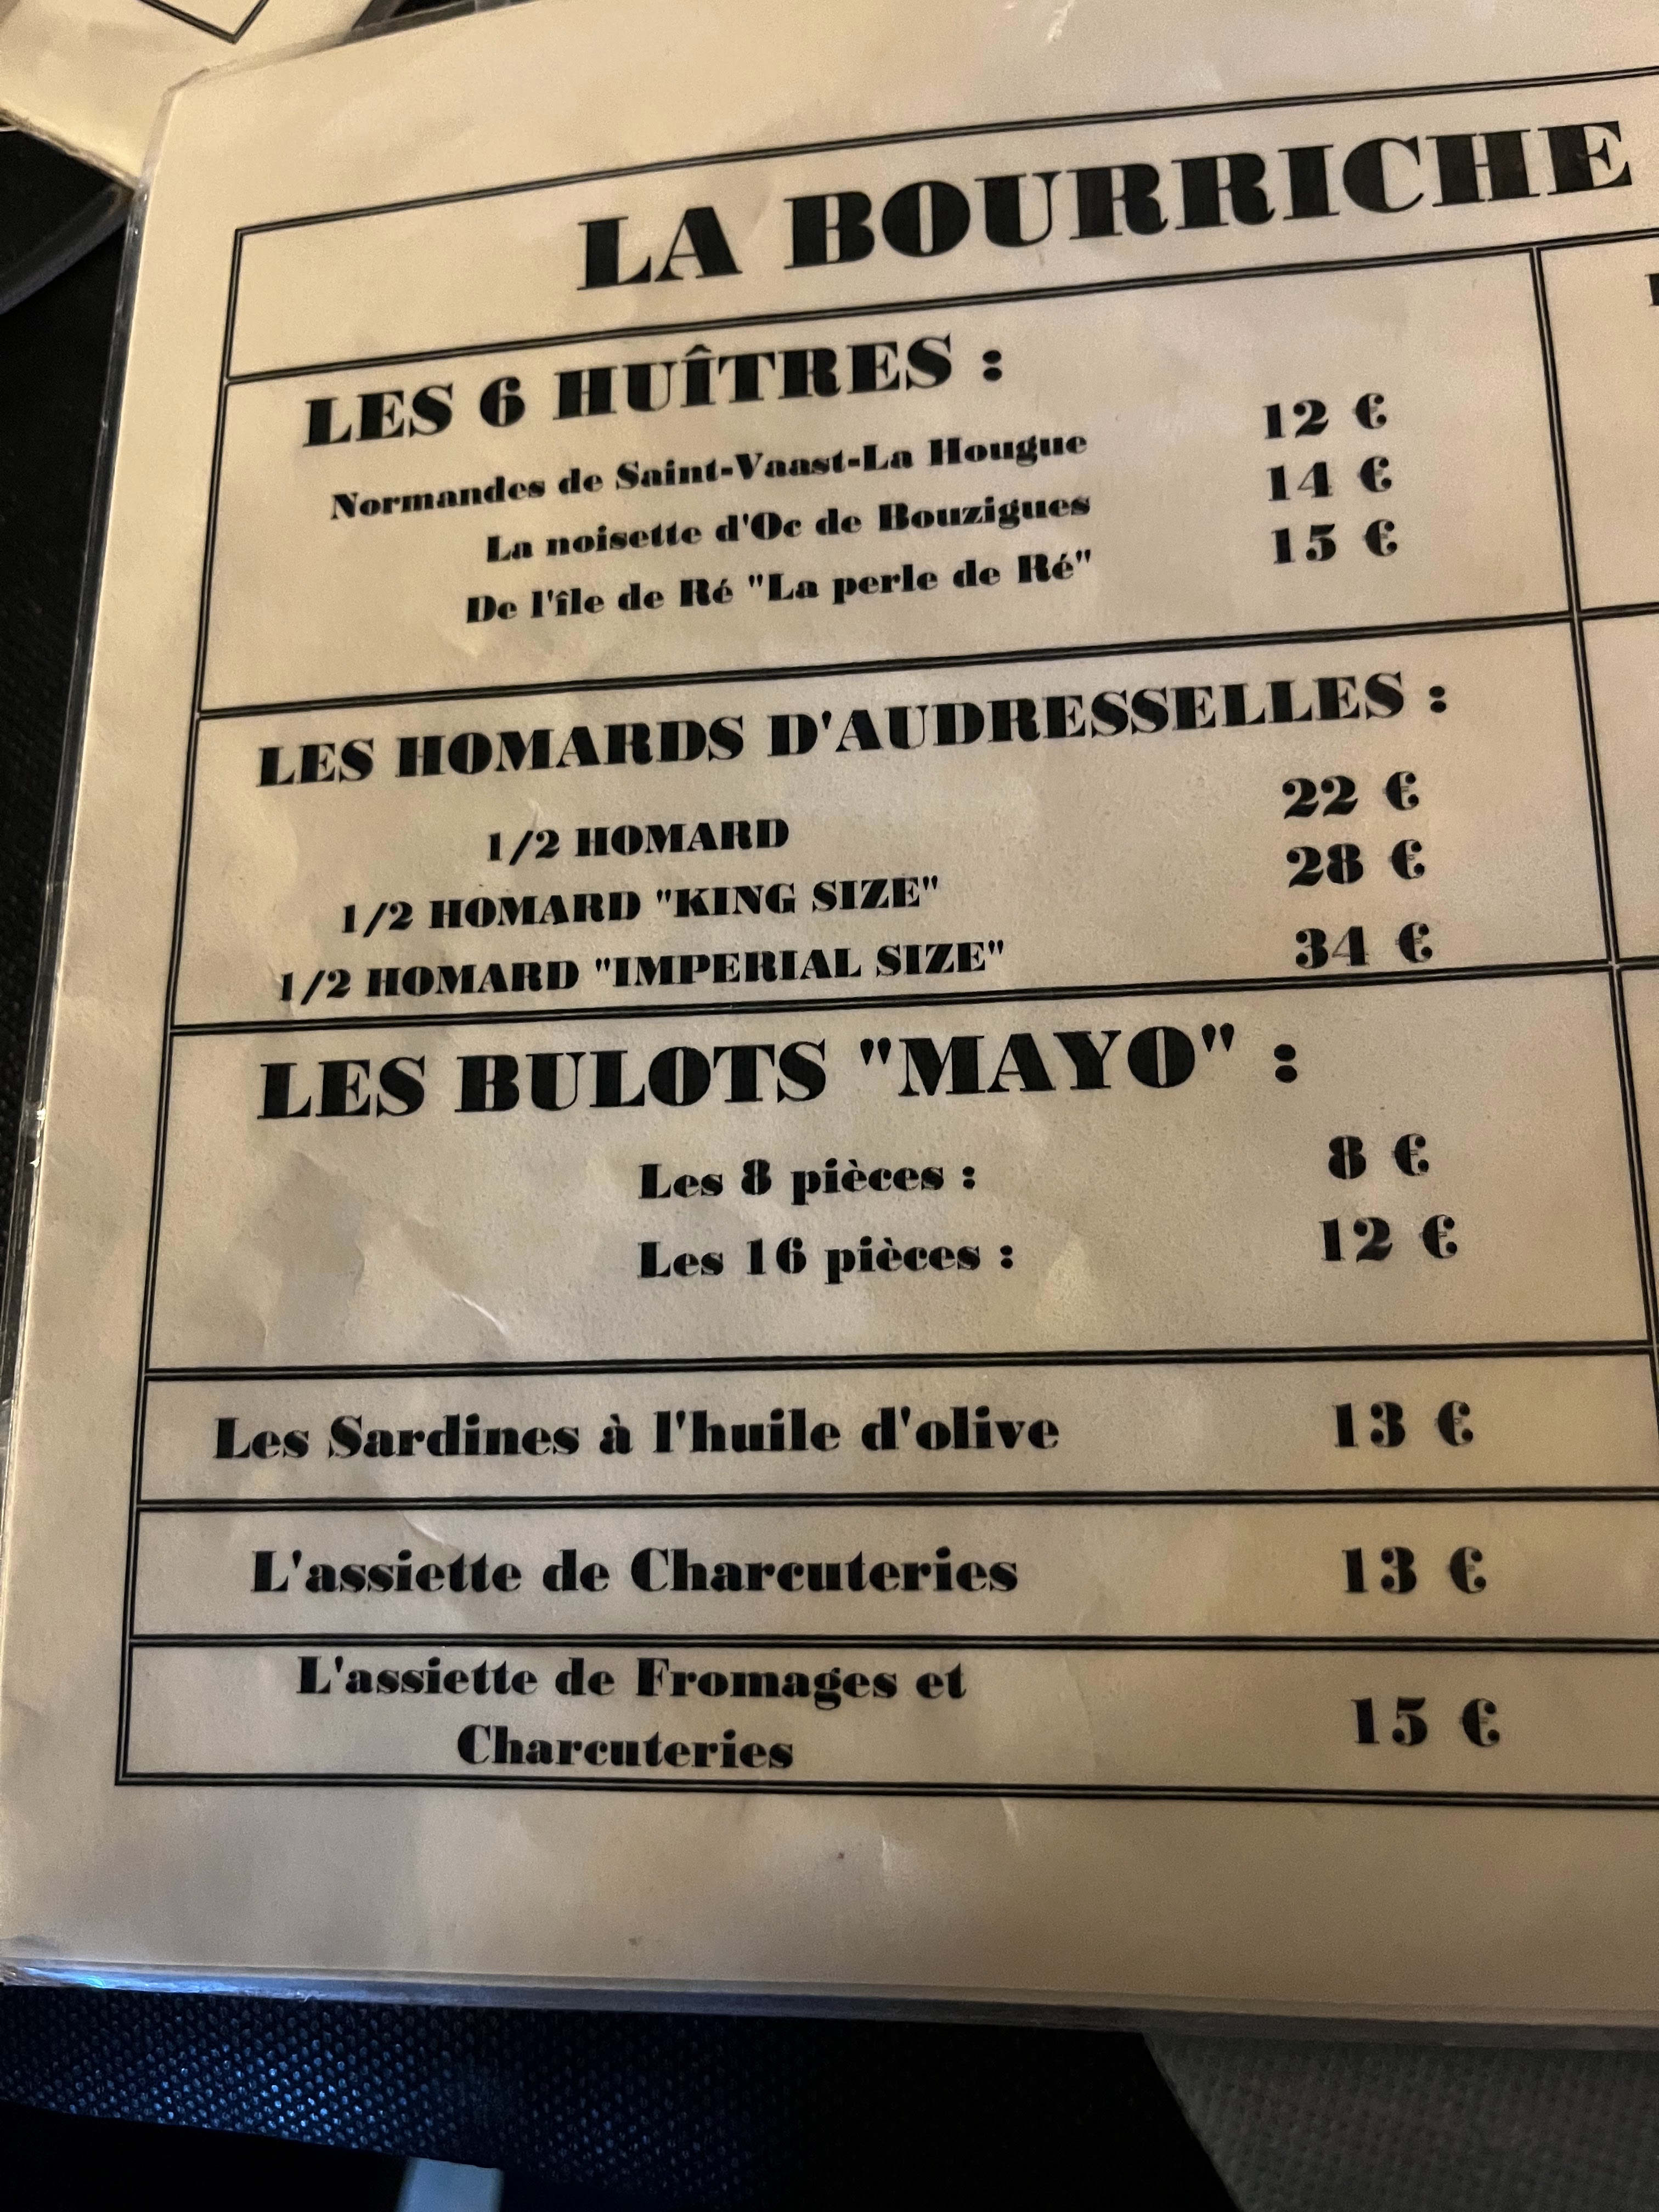 LA BOURRICHE
LES 6 HUÎTRES :
Normandes de Saint-Vaast-La Hougue 12 €
La noisette d'Oc de Bouzigues 14 €
De l'île de Ré "La perle de Ré" 15 €
LES HOMARDS D'AUDRESSELLES :
1/2 HOMARD 22 €
1/2 HOMARD "KING SIZE" 28 €
1/2 HOMARD "IMPERIAL SIZE" 34 €
LES BULOTS "MAYO" :
Les 8 pièces : 8 €
Les 16 pièces : 12 €
Les Sardines à l'huile d'olive 13 €
L'assiette de Charcuteries 13 €
L'assiette de Fromages et
Charcuteries 15 €